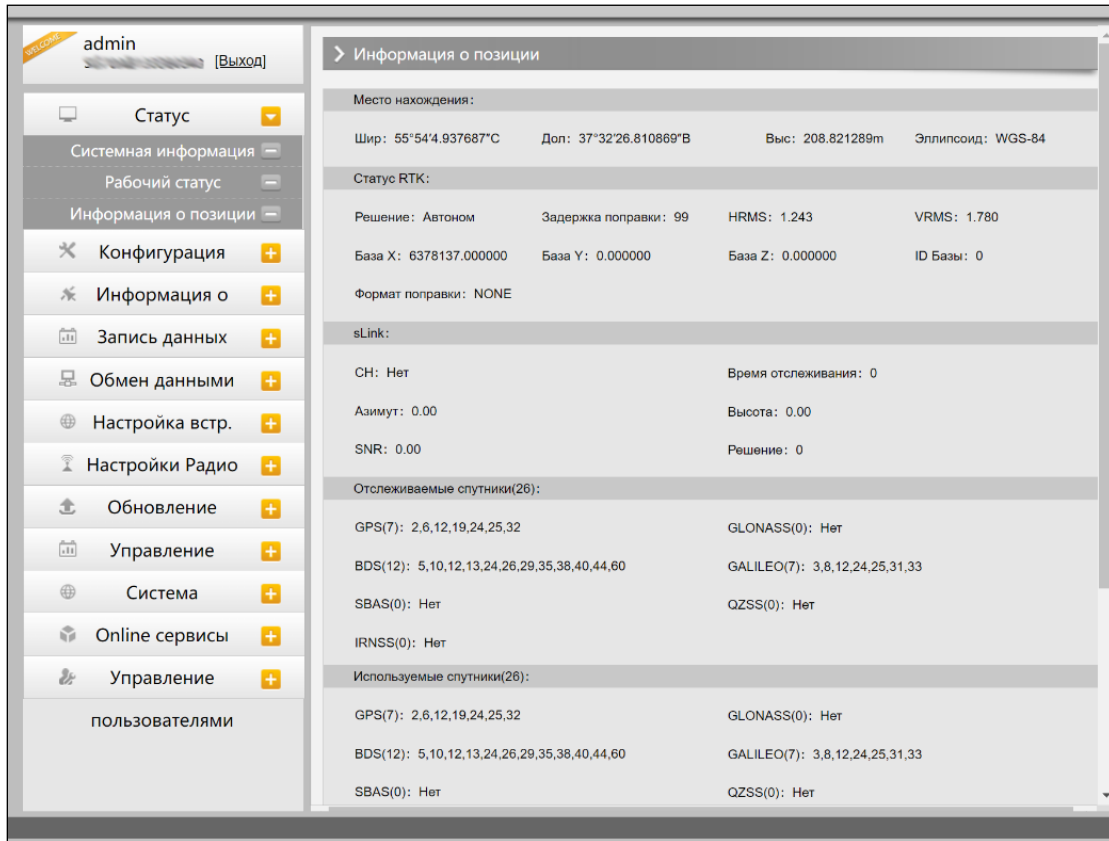 WELCOME
admin
[Выход]
Статус
Системная информация
Рабочий статус
Информация о позиции
Конфигурация
Информация о
Запись данных
Обмен данными
Настройка встр.
Настройки Радио
Обновление
Управление
Система
Online сервисы
Управление
пользователями
Информация о позиции
Место нахождения:
Шир: 55°54'4.937687"С Дол: 37°32'26.810869"В Выс: 208.821289m Эллипсоид: WGS-84
Статус RTK:
Решение: Автоном Задержка поправки: 99 HRMS: 1.243 VRMS: 1.780
База X: 6378137.000000 База Y: 0.000000 База Z: 0.000000 ID Базы: 0
Формат поправки: NONE
sLink:
CH: Нет Время отслеживания: 0
Азимут: 0.00 Высота: 0.00
SNR: 0.00 Решение: 0
Отслеживаемые спутники(26):
GPS(7): 2,6,12,19,24,25,32 GLONASS(0): Нет
BDS(12): 5,10,12,13,24,26,29,35,38,40,44,60 GALILEO(7): 3,8,12,24,25,31,33
SBAS(0): Нет QZSS(0): Нет
IRNSS(0): Нет
Используемые спутники(26):
GPS(7): 2,6,12,19,24,25,32 GLONASS(0): Нет
BDS(12): 5,10,12,13,24,26,29,35,38,40,44,60 GALILEO(7): 3,8,12,24,25,31,33
SBAS(0): Нет QZSS(0): Нет